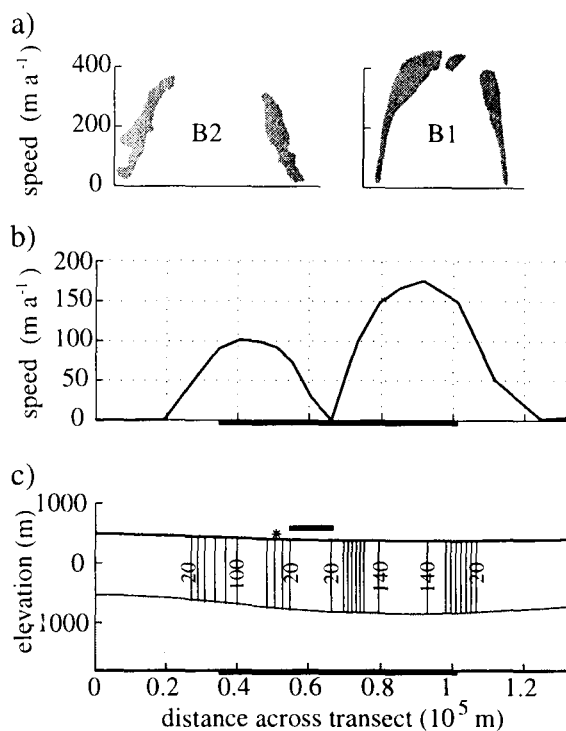 a)
speed (m a⁻¹)
400
200
0
B2
B1
b)
speed (m a⁻¹)
200
150
100
50
0
c)
elevation (m)
1000
0
1000
20
100
20
20
140
140
20
*
0 0.2 0.4 0.6 0.8 1 1.2
distance across transect (10⁵ m)